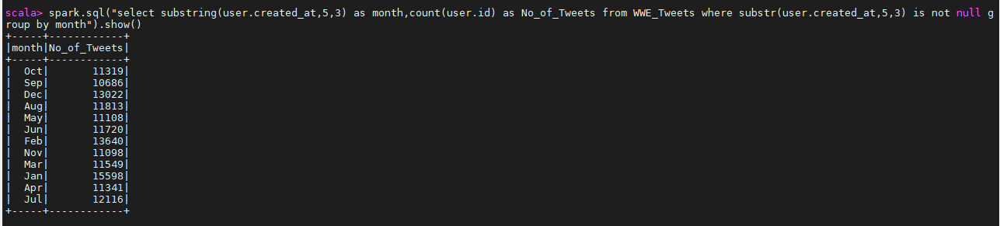 scala> spark.sql("select substring(user.created_at,5,3) as month,count(user.id) as No_of_Tweets from WWE_Tweets where substr(user.created_at,5,3) is not null g
roup by month").show()
+-----+------------+
|month|No_of_Tweets|
+-----+------------+
|  Oct|       11319|
|  Sep|       10686|
|  Dec|       13022|
|  Aug|       11813|
|  May|       11108|
|  Jun|       11720|
|  Feb|       13640|
|  Nov|       11098|
|  Mar|       11549|
|  Jan|       15598|
|  Apr|       11341|
|  Jul|       12116|
+-----+------------+